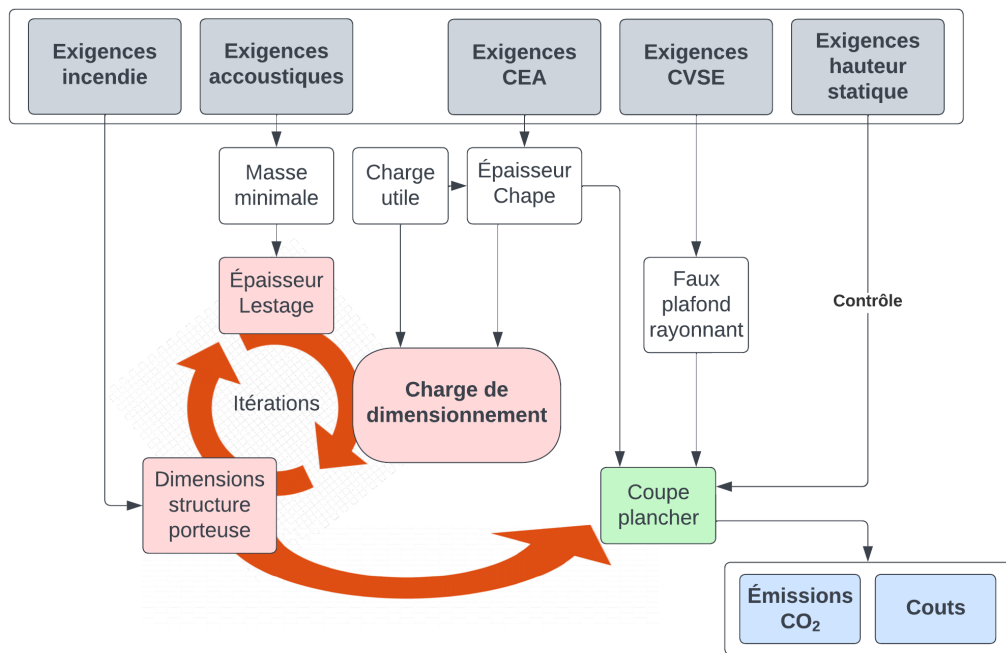 Exigences
incendie
Exigences
accoustiques
Exigences
CEA
Exigences
CVSE
Exigences
hauteur
statique
Masse
minimale
Charge
utile
Épaisseur
Chape
Épaisseur
Lestage
Faux
plafond
rayonnant
Contrôle
Itérations
Charge de
dimensionnement
Dimensions
structure
porteuse
Coupe
plancher
Émissions
CO₂
Couts